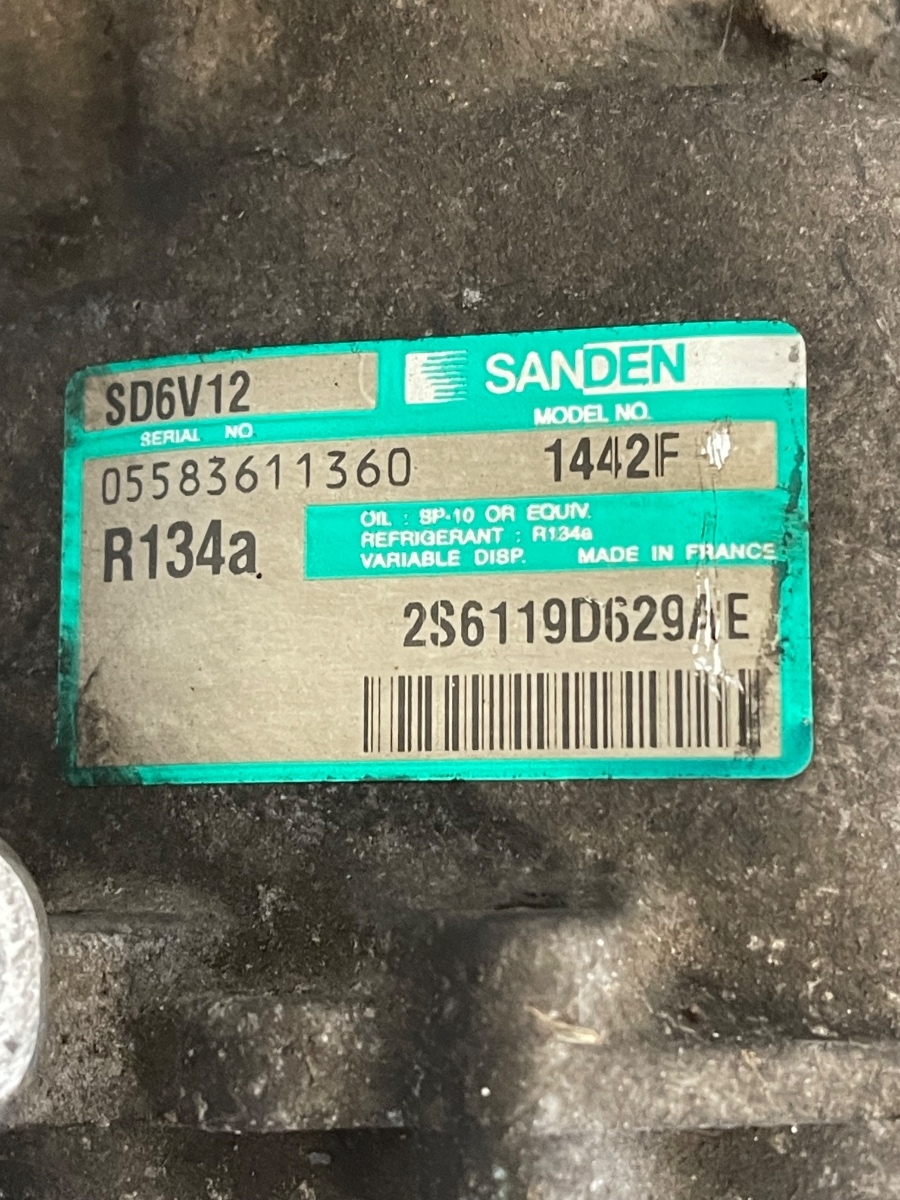 SD6V12 SANDEN
SERIAL NO. MODEL NO.
05583611360 1442F
R134a
OIL : SP-10 OR EQUIV.
REFRIGERANT : R134a
VARIABLE DISP. MADE IN FRANCE
2S6119D629AE